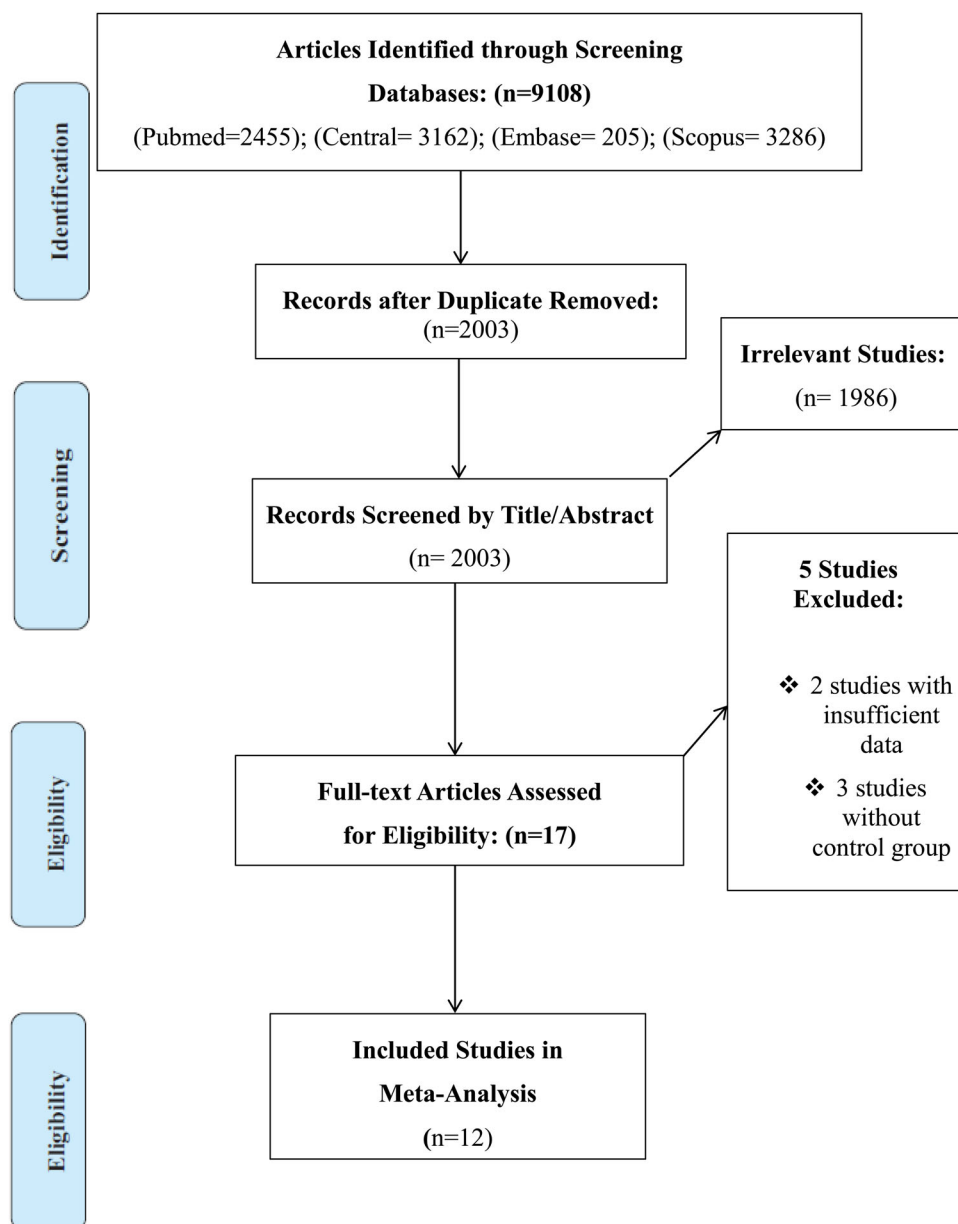 Identification
Articles Identified through Screening
Databases: (n=9108)
(Pubmed=2455); (Central= 3162); (Embase= 205); (Scopus= 3286)
Records after Duplicate Removed:
(n=2003)
Irrelevant Studies:
(n= 1986)
Screening
Records Screened by Title/Abstract
(n= 2003)
5 Studies
Excluded:
❖ 2 studies with
insufficient
data
❖ 3 studies
without
control group
Eligibility
Full-text Articles Assessed
for Eligibility: (n=17)
Eligibility
Included Studies in
Meta-Analysis
(n=12)